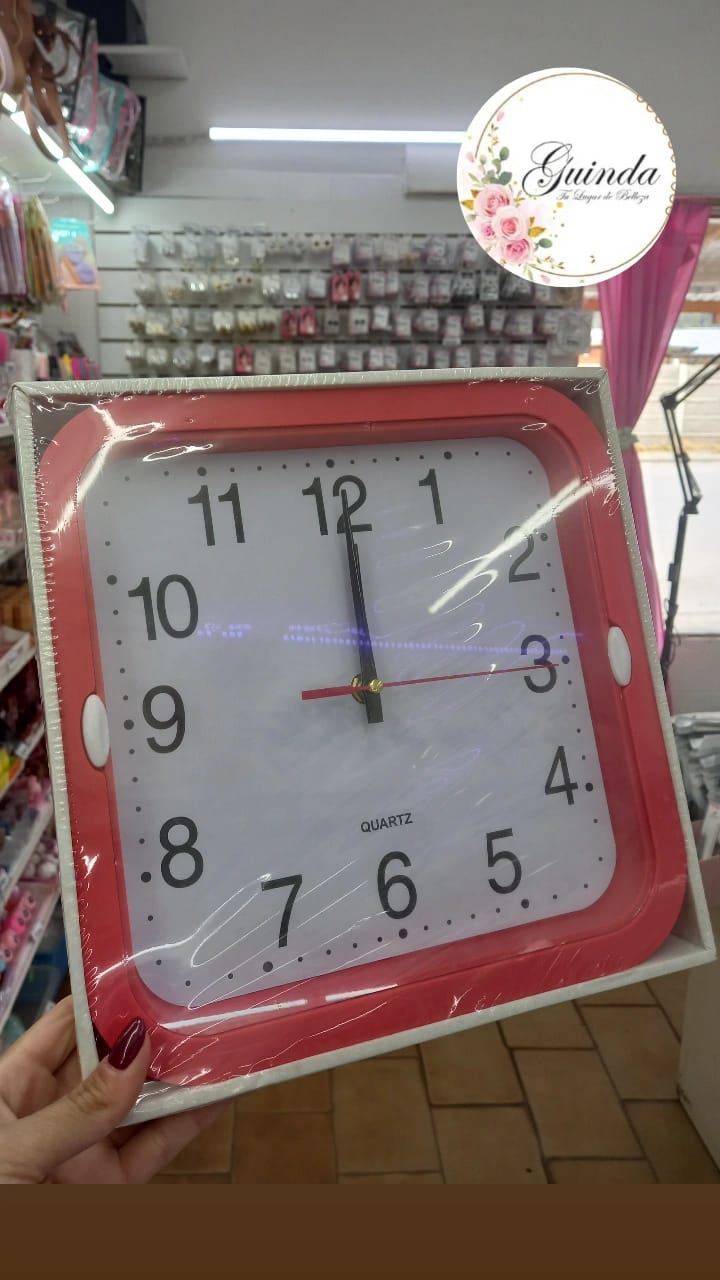 Guinda
Tu Lugar de Belleza
11 12 1
10 2
9 3
8 4
7 6 5
QUARTZ